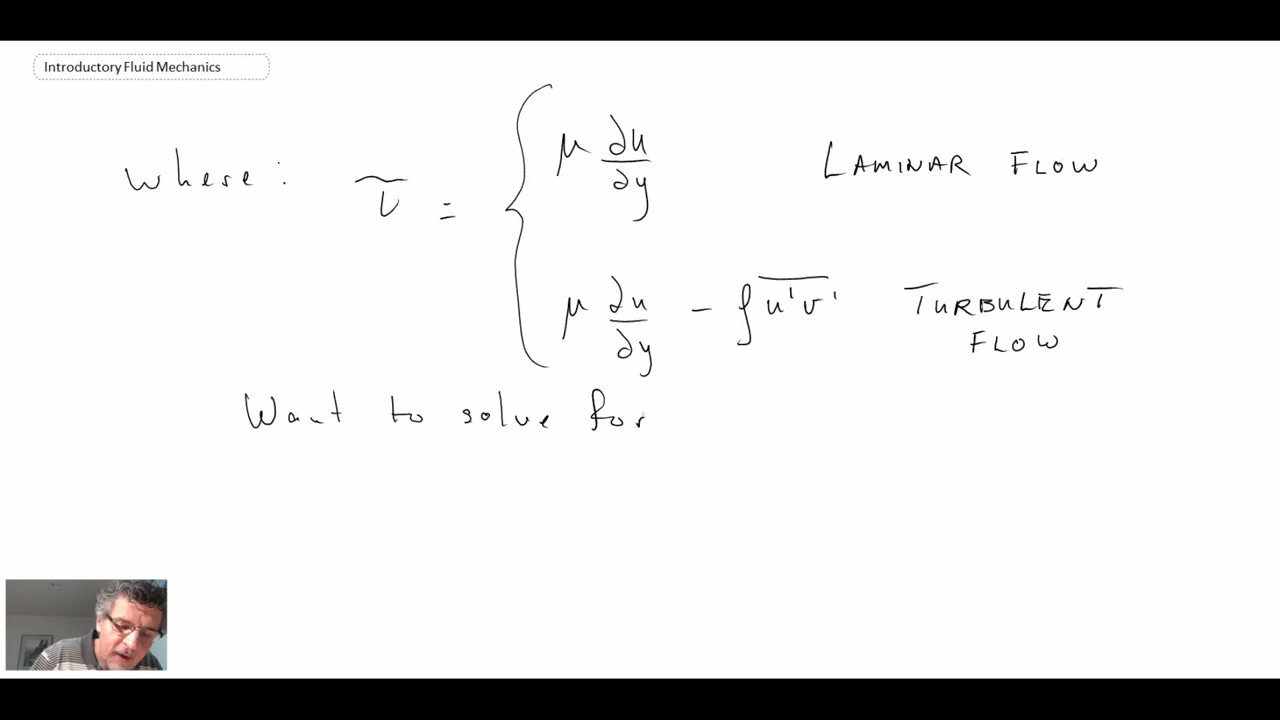 Introductory Fluid Mechanics
μ ∂u/∂y LAMINAR FLOW
where: τ =
μ ∂u/∂y - ρ u'v' TURBULENT
FLOW
Want to solve for